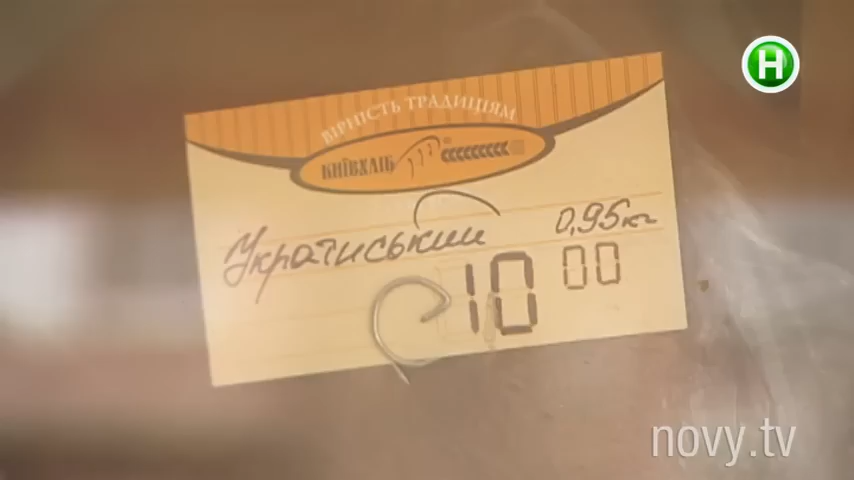 Н
ВІРНІСТЬ ТРАДИЦІЯМ
КИЇВХЛІБ
Український 0,95кг
10 00
novy.tv